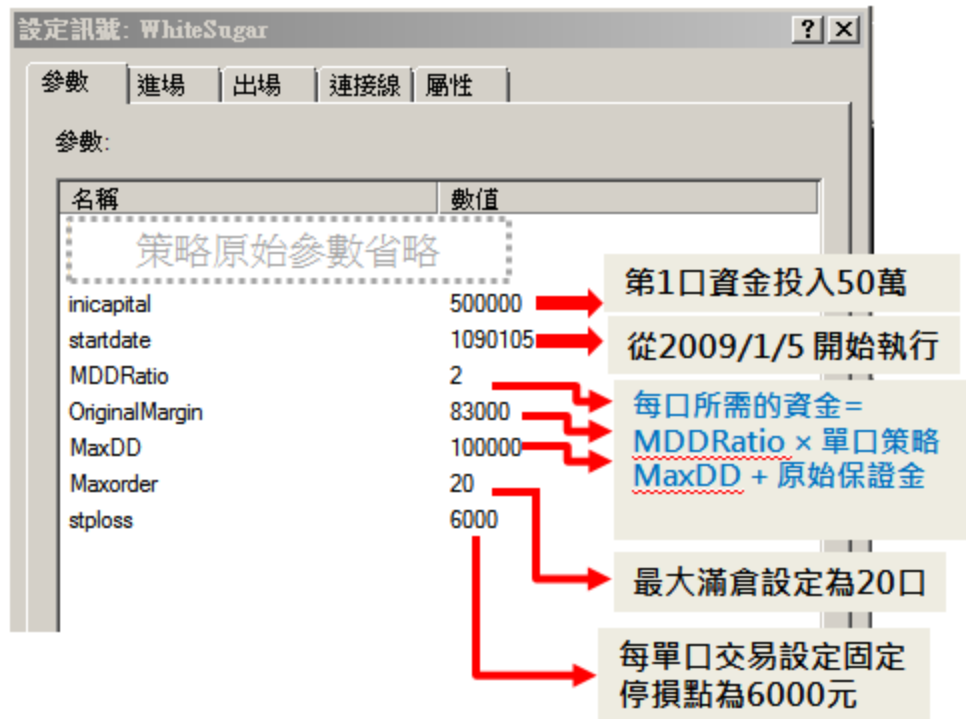 設定訊號: WhiteSugar
參數 進場 出場 連接線 屬性
參數:
名稱 數值
策略原始參數省略
inicapital 500000
第1口資金投入50萬
startdate 1090105
從2009/1/5 開始執行
MDDRatio 2
OriginalMargin 83000
MaxDD 100000
每口所需的資金=
MDDRatio × 單口策略
MaxDD + 原始保證金
Maxorder 20
最大滿倉設定為20口
stploss 6000
每單口交易設定固定
停損點為6000元